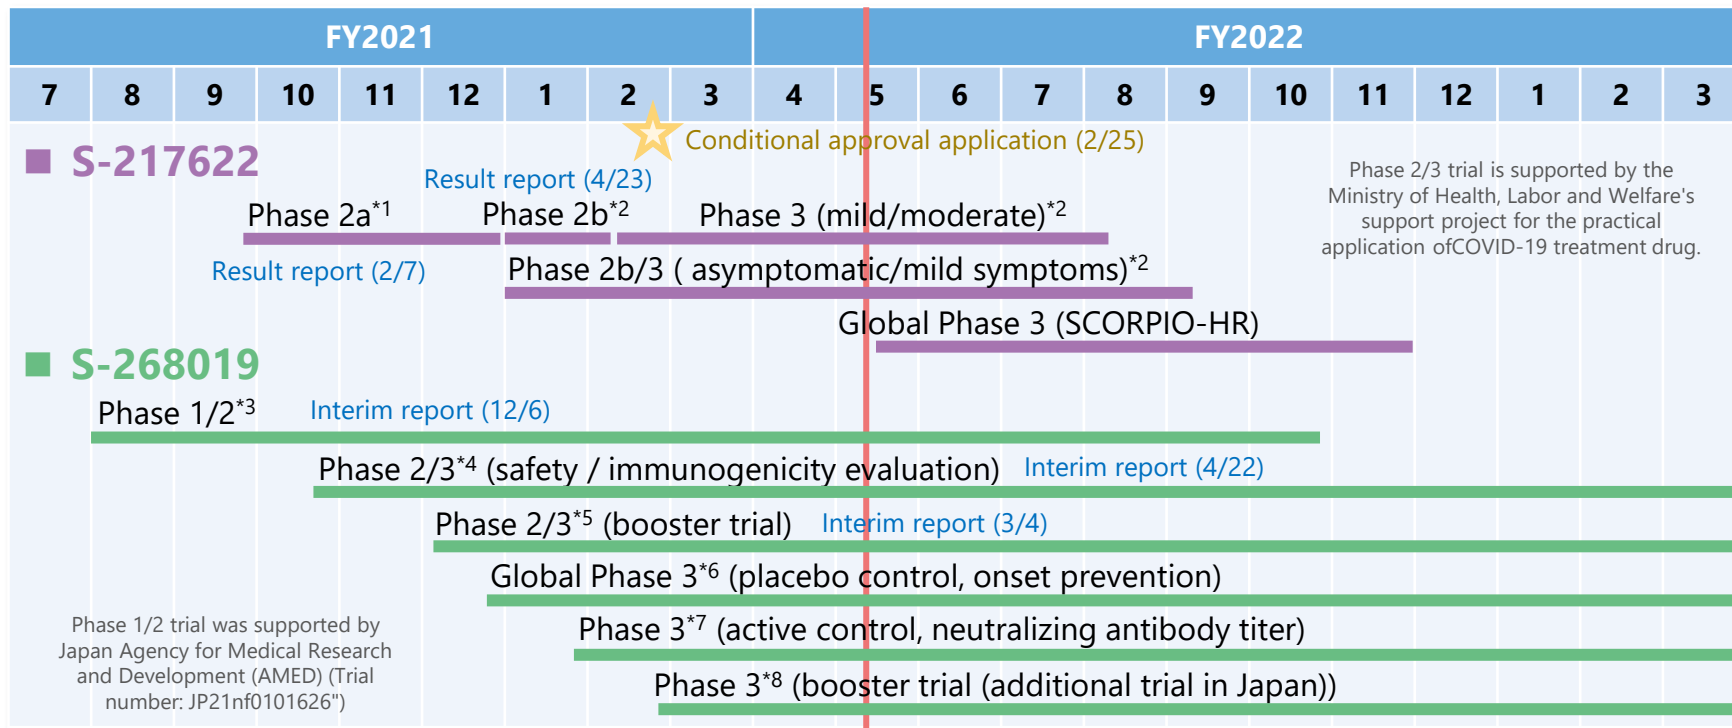 FY2021 FY2022
7 8 9 10 11 12 1 2 3 4 5 6 7 8 9 10 11 12 1 2 3
Conditional approval application (2/25)
■ S-217622
Result report (4/23)
Phase 2a*1 Phase 2b*2 Phase 3 (mild/moderate)*2
Result report (2/7) Phase 2b/3 ( asymptomatic/mild symptoms)*2
Global Phase 3 (SCORPIO-HR)
Phase 2/3 trial is supported by the
Ministry of Health, Labor and Welfare's
support project for the practical
application ofCOVID-19 treatment drug.
■ S-268019
Phase 1/2*3 Interim report (12/6)
Phase 2/3*4 (safety / immunogenicity evaluation) Interim report (4/22)
Phase 2/3*5 (booster trial) Interim report (3/4)
Global Phase 3*6 (placebo control, onset prevention)
Phase 3*7 (active control, neutralizing antibody titer)
Phase 3*8 (booster trial (additional trial in Japan))
Phase 1/2 trial was supported by
Japan Agency for Medical Research
and Development (AMED) (Trial
number: JP21nf0101626")